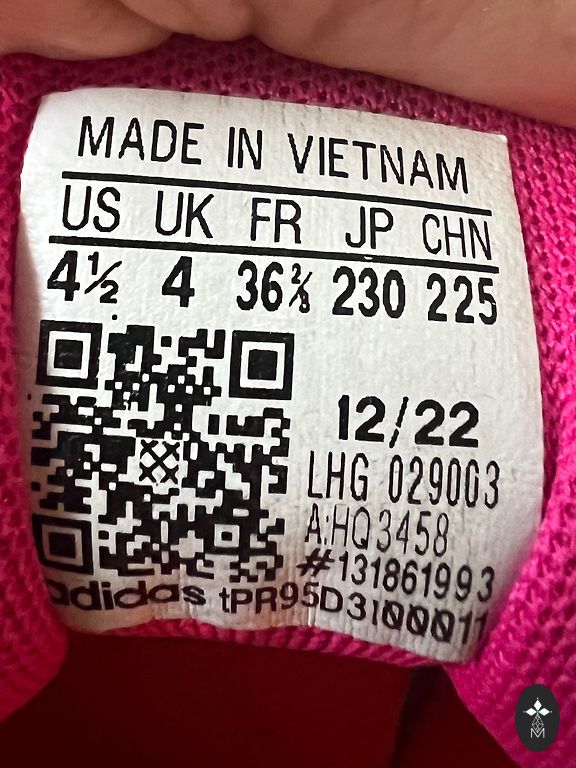 MADE IN VIETNAM
US UK FR JP CHN
4½ 4 36⅔ 230 225
12/22
LHG 029003
A:HQ3458
#131861993
adidas tPR95D3100011
M